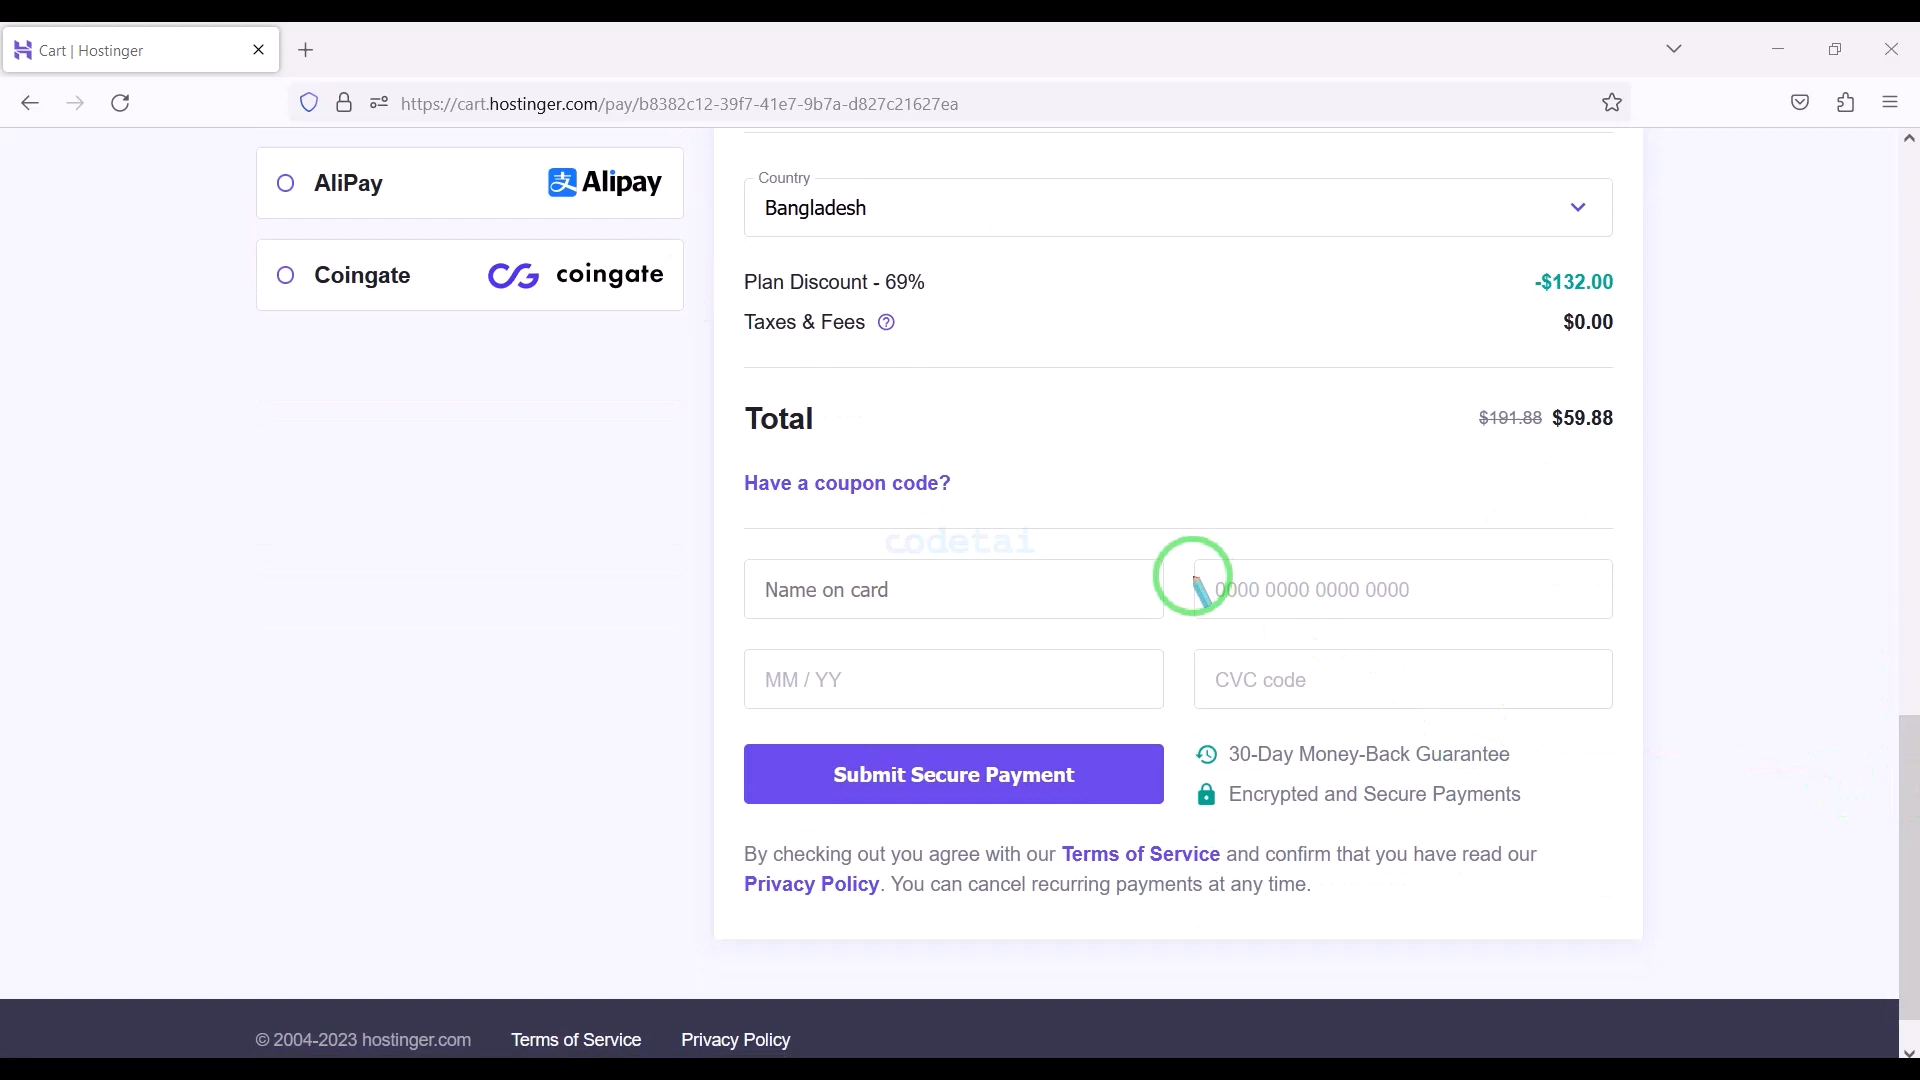 Cart | Hostinger
https://cart.hostinger.com/pay/b8382c12-39f7-41e7-9b7a-d827c21627ea
AliPay
支 Alipay
Coingate
coingate
Country
Bangladesh
Plan Discount - 69%
-$132.00
Taxes & Fees
$0.00
Total
$191.88 $59.88
Have a coupon code?
codetai
Name on card
0000 0000 0000 0000
MM / YY
CVC code
Submit Secure Payment
30-Day Money-Back Guarantee
Encrypted and Secure Payments
By checking out you agree with our Terms of Service and confirm that you have read our
Privacy Policy. You can cancel recurring payments at any time.
© 2004-2023 hostinger.com
Terms of Service
Privacy Policy